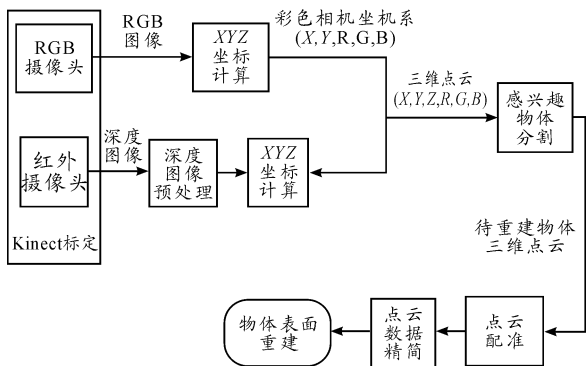 RGB
摄像头
RGB
图像
XYZ
坐标
计算
彩色相机坐机系
(X,Y,R,G,B)
三维点云
(X,Y,Z,R,G,B)
感兴趣
物体
分割
红外
摄像头
深度
图像
深度
图像
预处理
XYZ
坐标
计算
Kinect标定
待重建物体
三维点云
点云
配准
点云
数据
精简
物体表面
重建